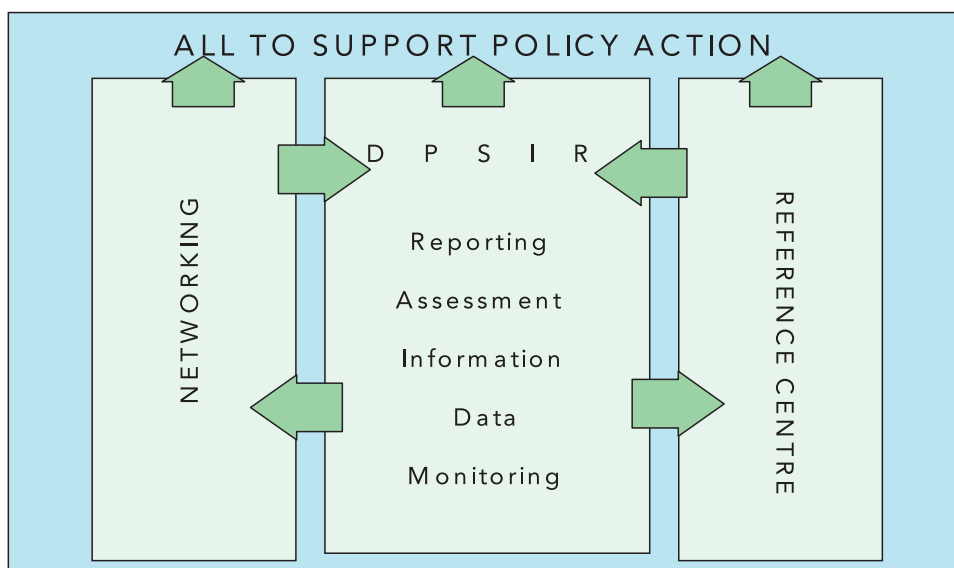 ALL TO SUPPORT POLICY ACTION
NETWORKING
D P S I R
Reporting
Assessment
Information
Data
Monitoring
REFERENCE CENTRE